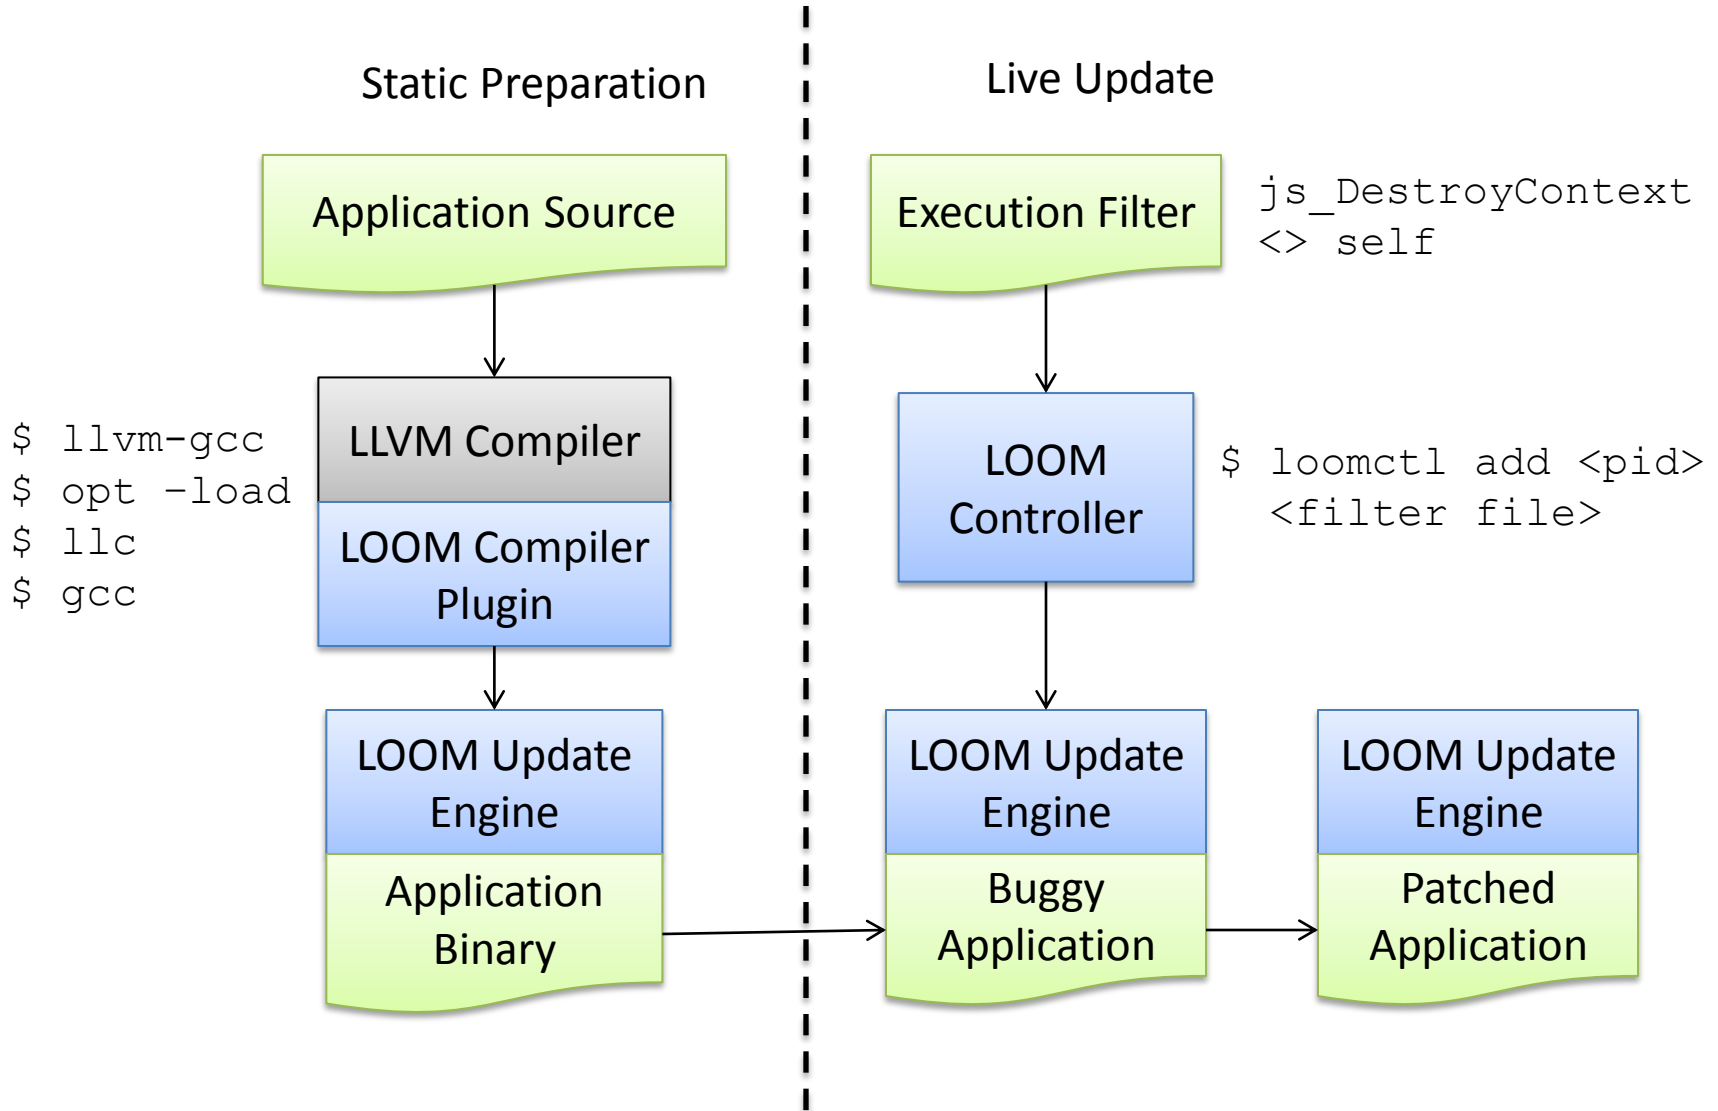 Static Preparation
Application Source
$ llvm-gcc
$ opt –load
$ llc
$ gcc
LLVM Compiler
LOOM Compiler
Plugin
LOOM Update
Engine
Application
Binary
Live Update
Execution Filter
js_DestroyContext
<> self
LOOM
Controller
$ loomctl add <pid>
<filter file>
LOOM Update
Engine
Buggy
Application
LOOM Update
Engine
Patched
Application